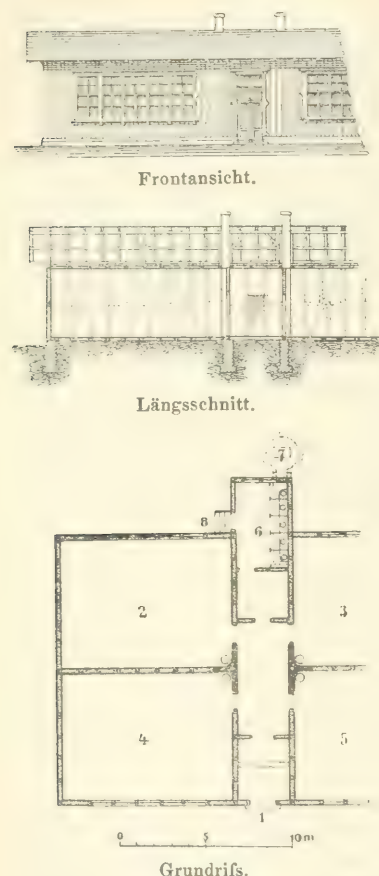 Frontansicht.
Längsschnitt.
7
8 6
2 3
4 5
1
0 5 10m
Grundriſs.